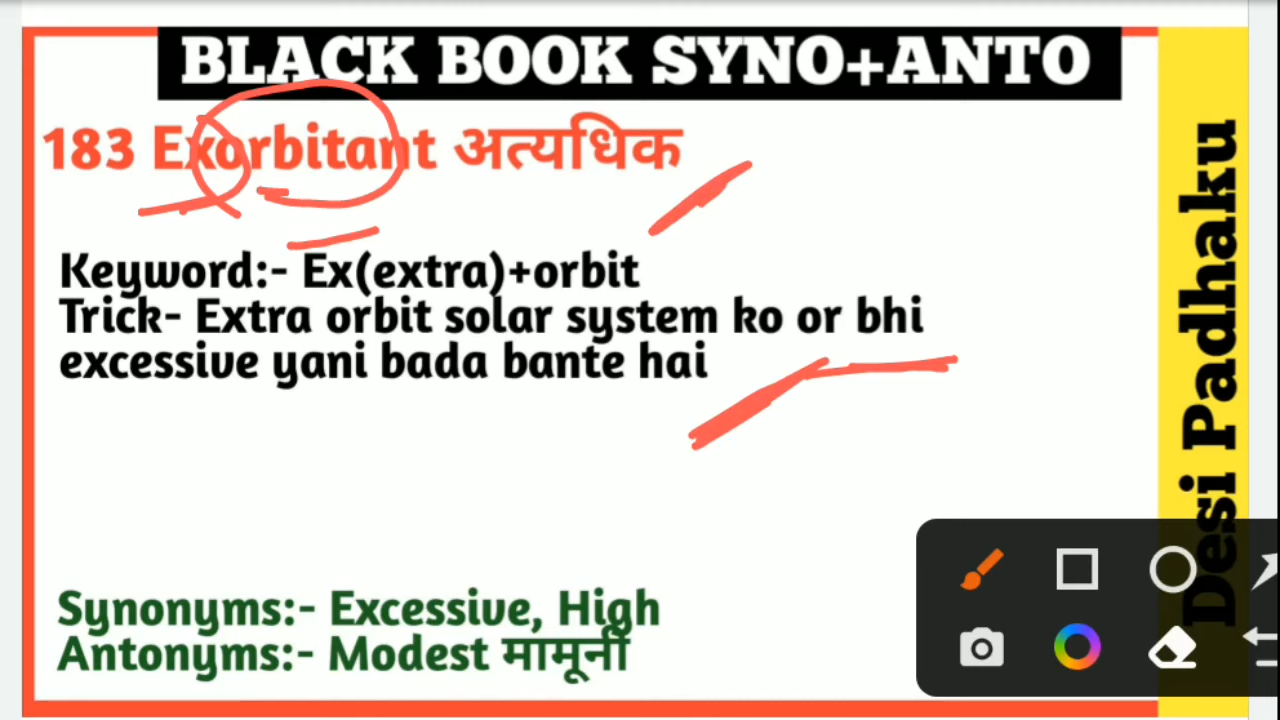 BLACK BOOK SYNO+ANTO
183 Exorbitant अत्यधिक
Keyword:- Ex(extra)+orbit
Trick- Extra orbit solar system ko or bhi
excessive yani bada bante hai
Synonyms:- Excessive, High
Antonyms:- Modest मामूनी
Desi Padhaku